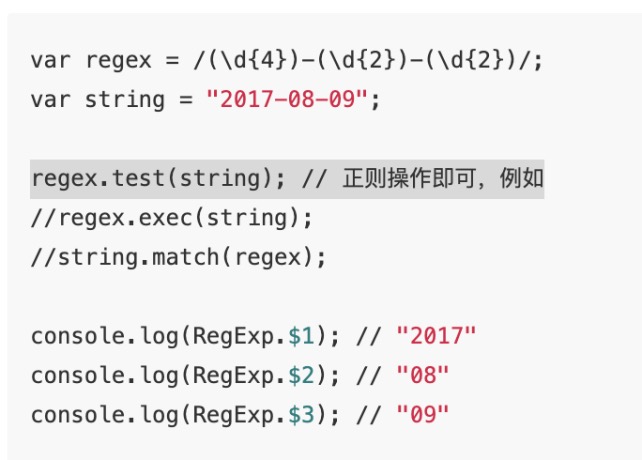 var regex = /(\d{4})-(\d{2})-(\d{2})/;
var string = "2017-08-09";
regex.test(string); // 正则操作即可，例如
//regex.exec(string);
//string.match(regex);
console.log(RegExp.$1); // "2017"
console.log(RegExp.$2); // "08"
console.log(RegExp.$3); // "09"